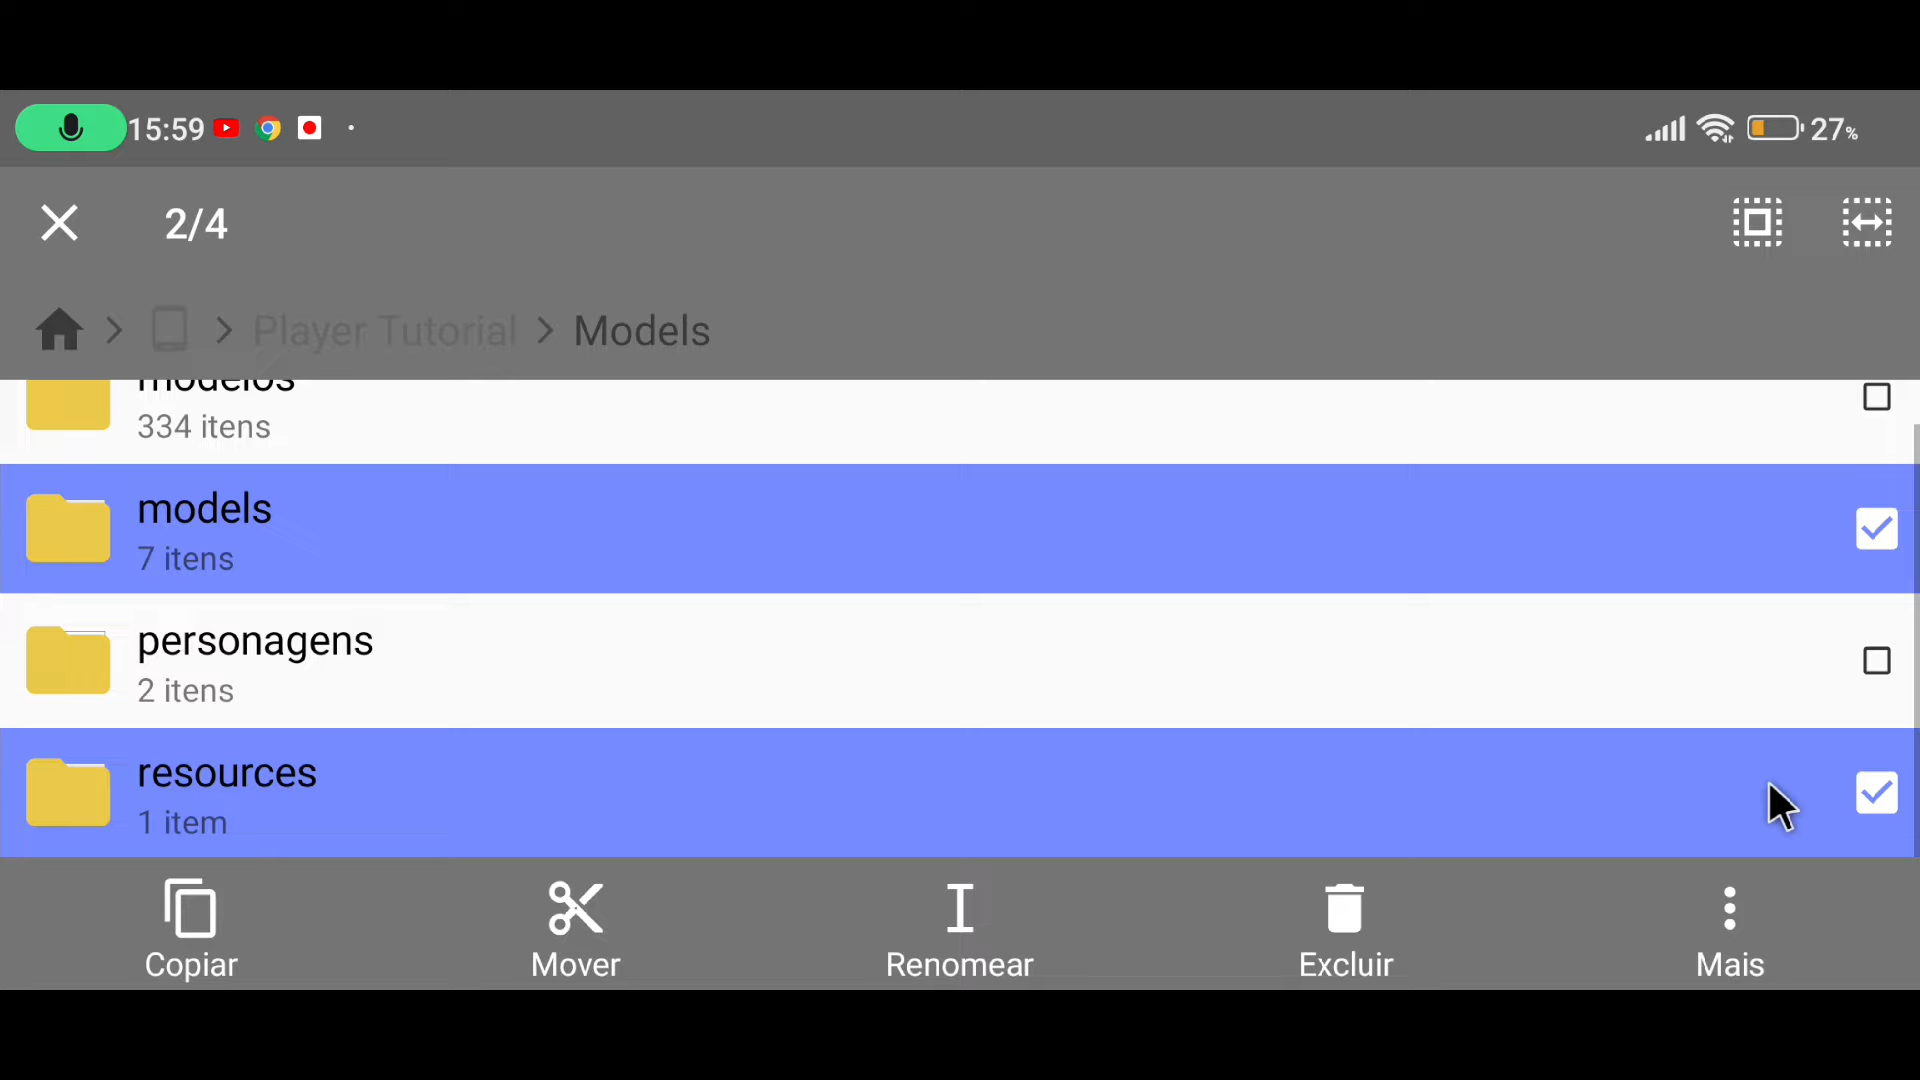 15:59
27%
2/4
Player Tutorial > Models
modelos
334 itens
models
7 itens
personagens
2 itens
resources
1 item
Copiar
Mover
Renomear
Excluir
Mais